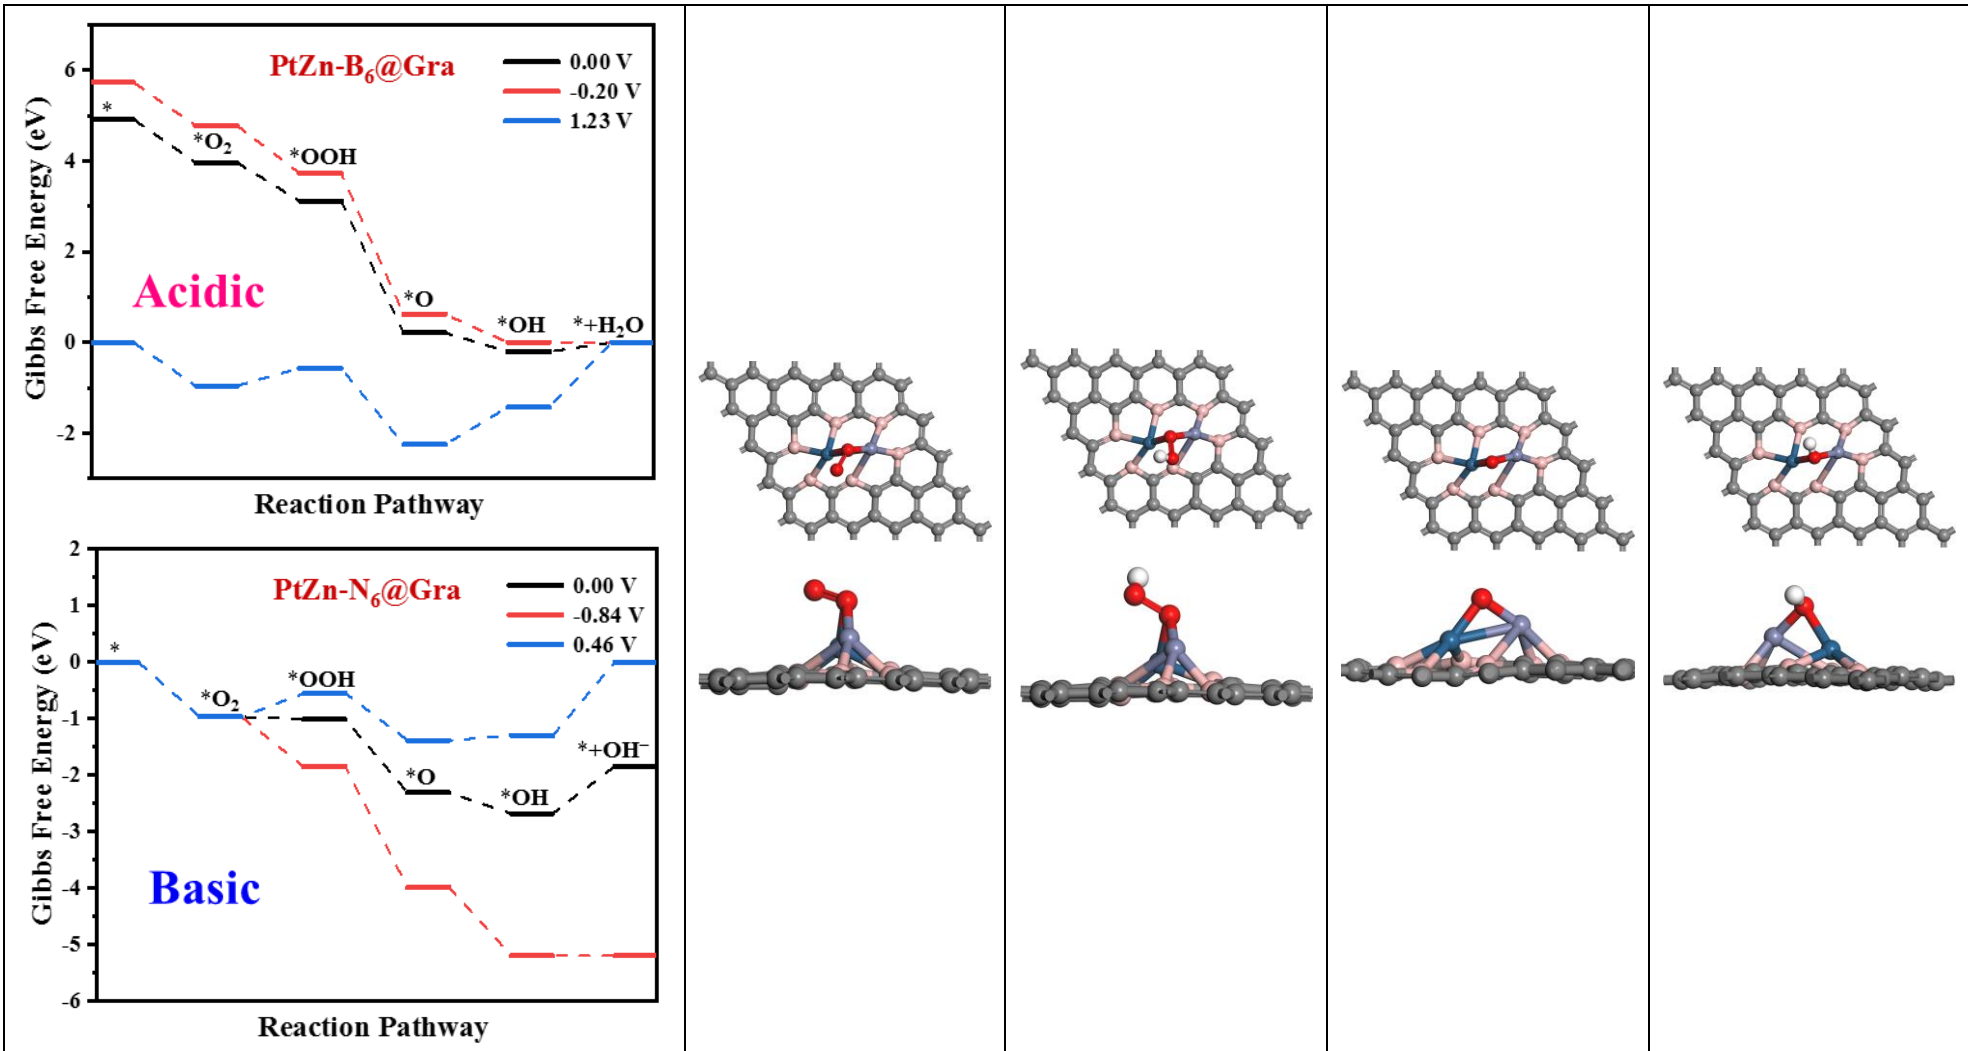 PtZn-B6@Gra
0.00 V
-0.20 V
1.23 V
6
4
2
0
-2
Gibbs Free Energy (eV)
*
*O2
*OOH
*O
*OH
*+H2O
Acidic
Reaction Pathway
PtZn-N6@Gra
0.00 V
-0.84 V
0.46 V
2
1
0
-1
-2
-3
-4
-5
-6
Gibbs Free Energy (eV)
*
*O2
*OOH
*O
*OH
*+OH−
Basic
Reaction Pathway